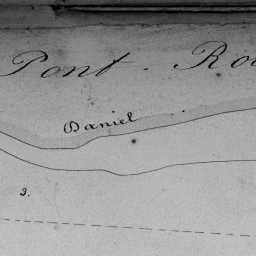 Pont. Ro
Daniel
3.